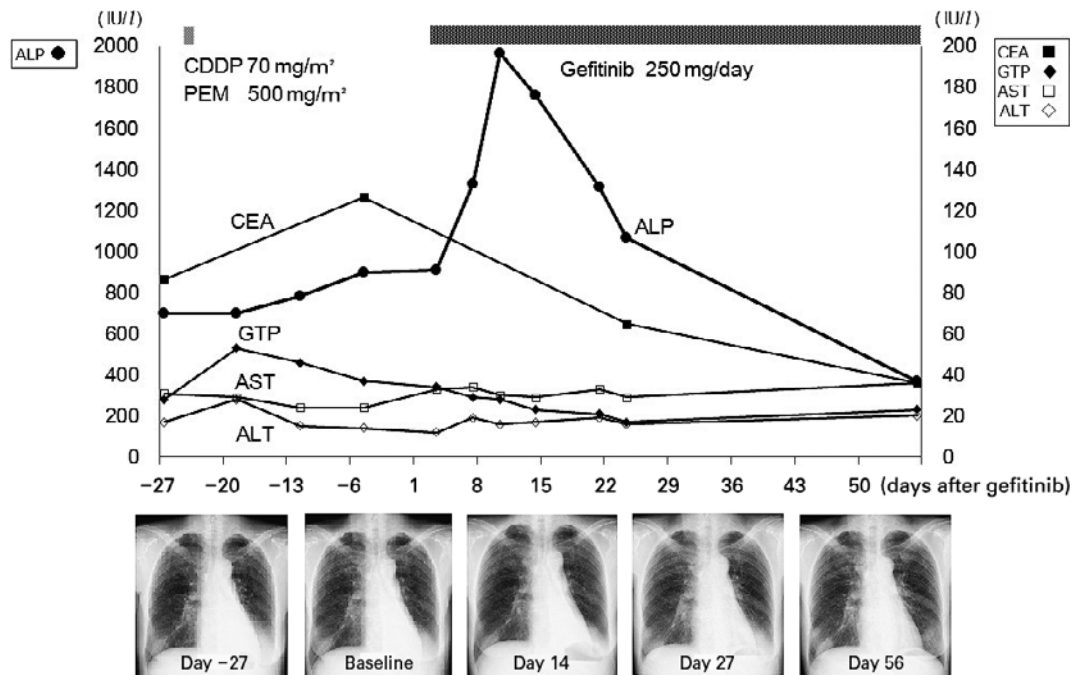 (IU/l)
(IU/l)
ALP
CEA
GTP
AST
ALT
2000
1800
1600
1400
1200
1000
800
600
400
200
0
200
180
160
140
120
100
80
60
40
20
0
CDDP 70 mg/m²
PEM 500 mg/m²
Gefitinib 250 mg/day
CEA
ALP
GTP
AST
ALT
−27 −20 −13 −6 1 8 15 22 29 36 43 50 (days after gefitinib)
Day −27 Baseline Day 14 Day 27 Day 56